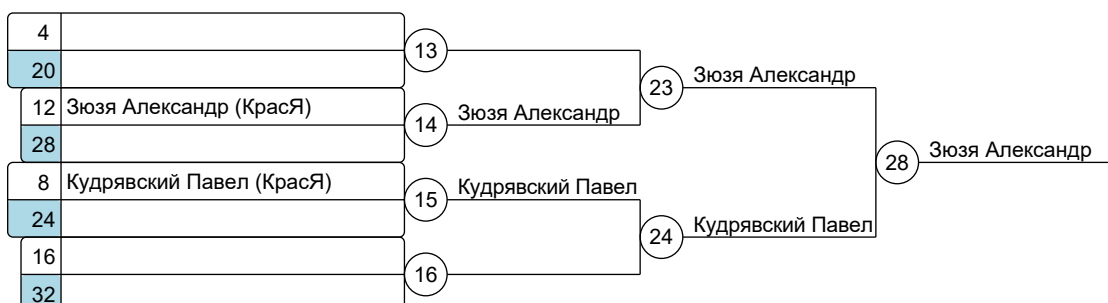 4
13
20
Зюзя Александр
23
12 Зюзя Александр (КрасЯ)
14
Зюзя Александр
28
28
Зюзя Александр
8 Кудрявский Павел (КрасЯ)
15
Кудрявский Павел
24
24
Кудрявский Павел
16
16
32